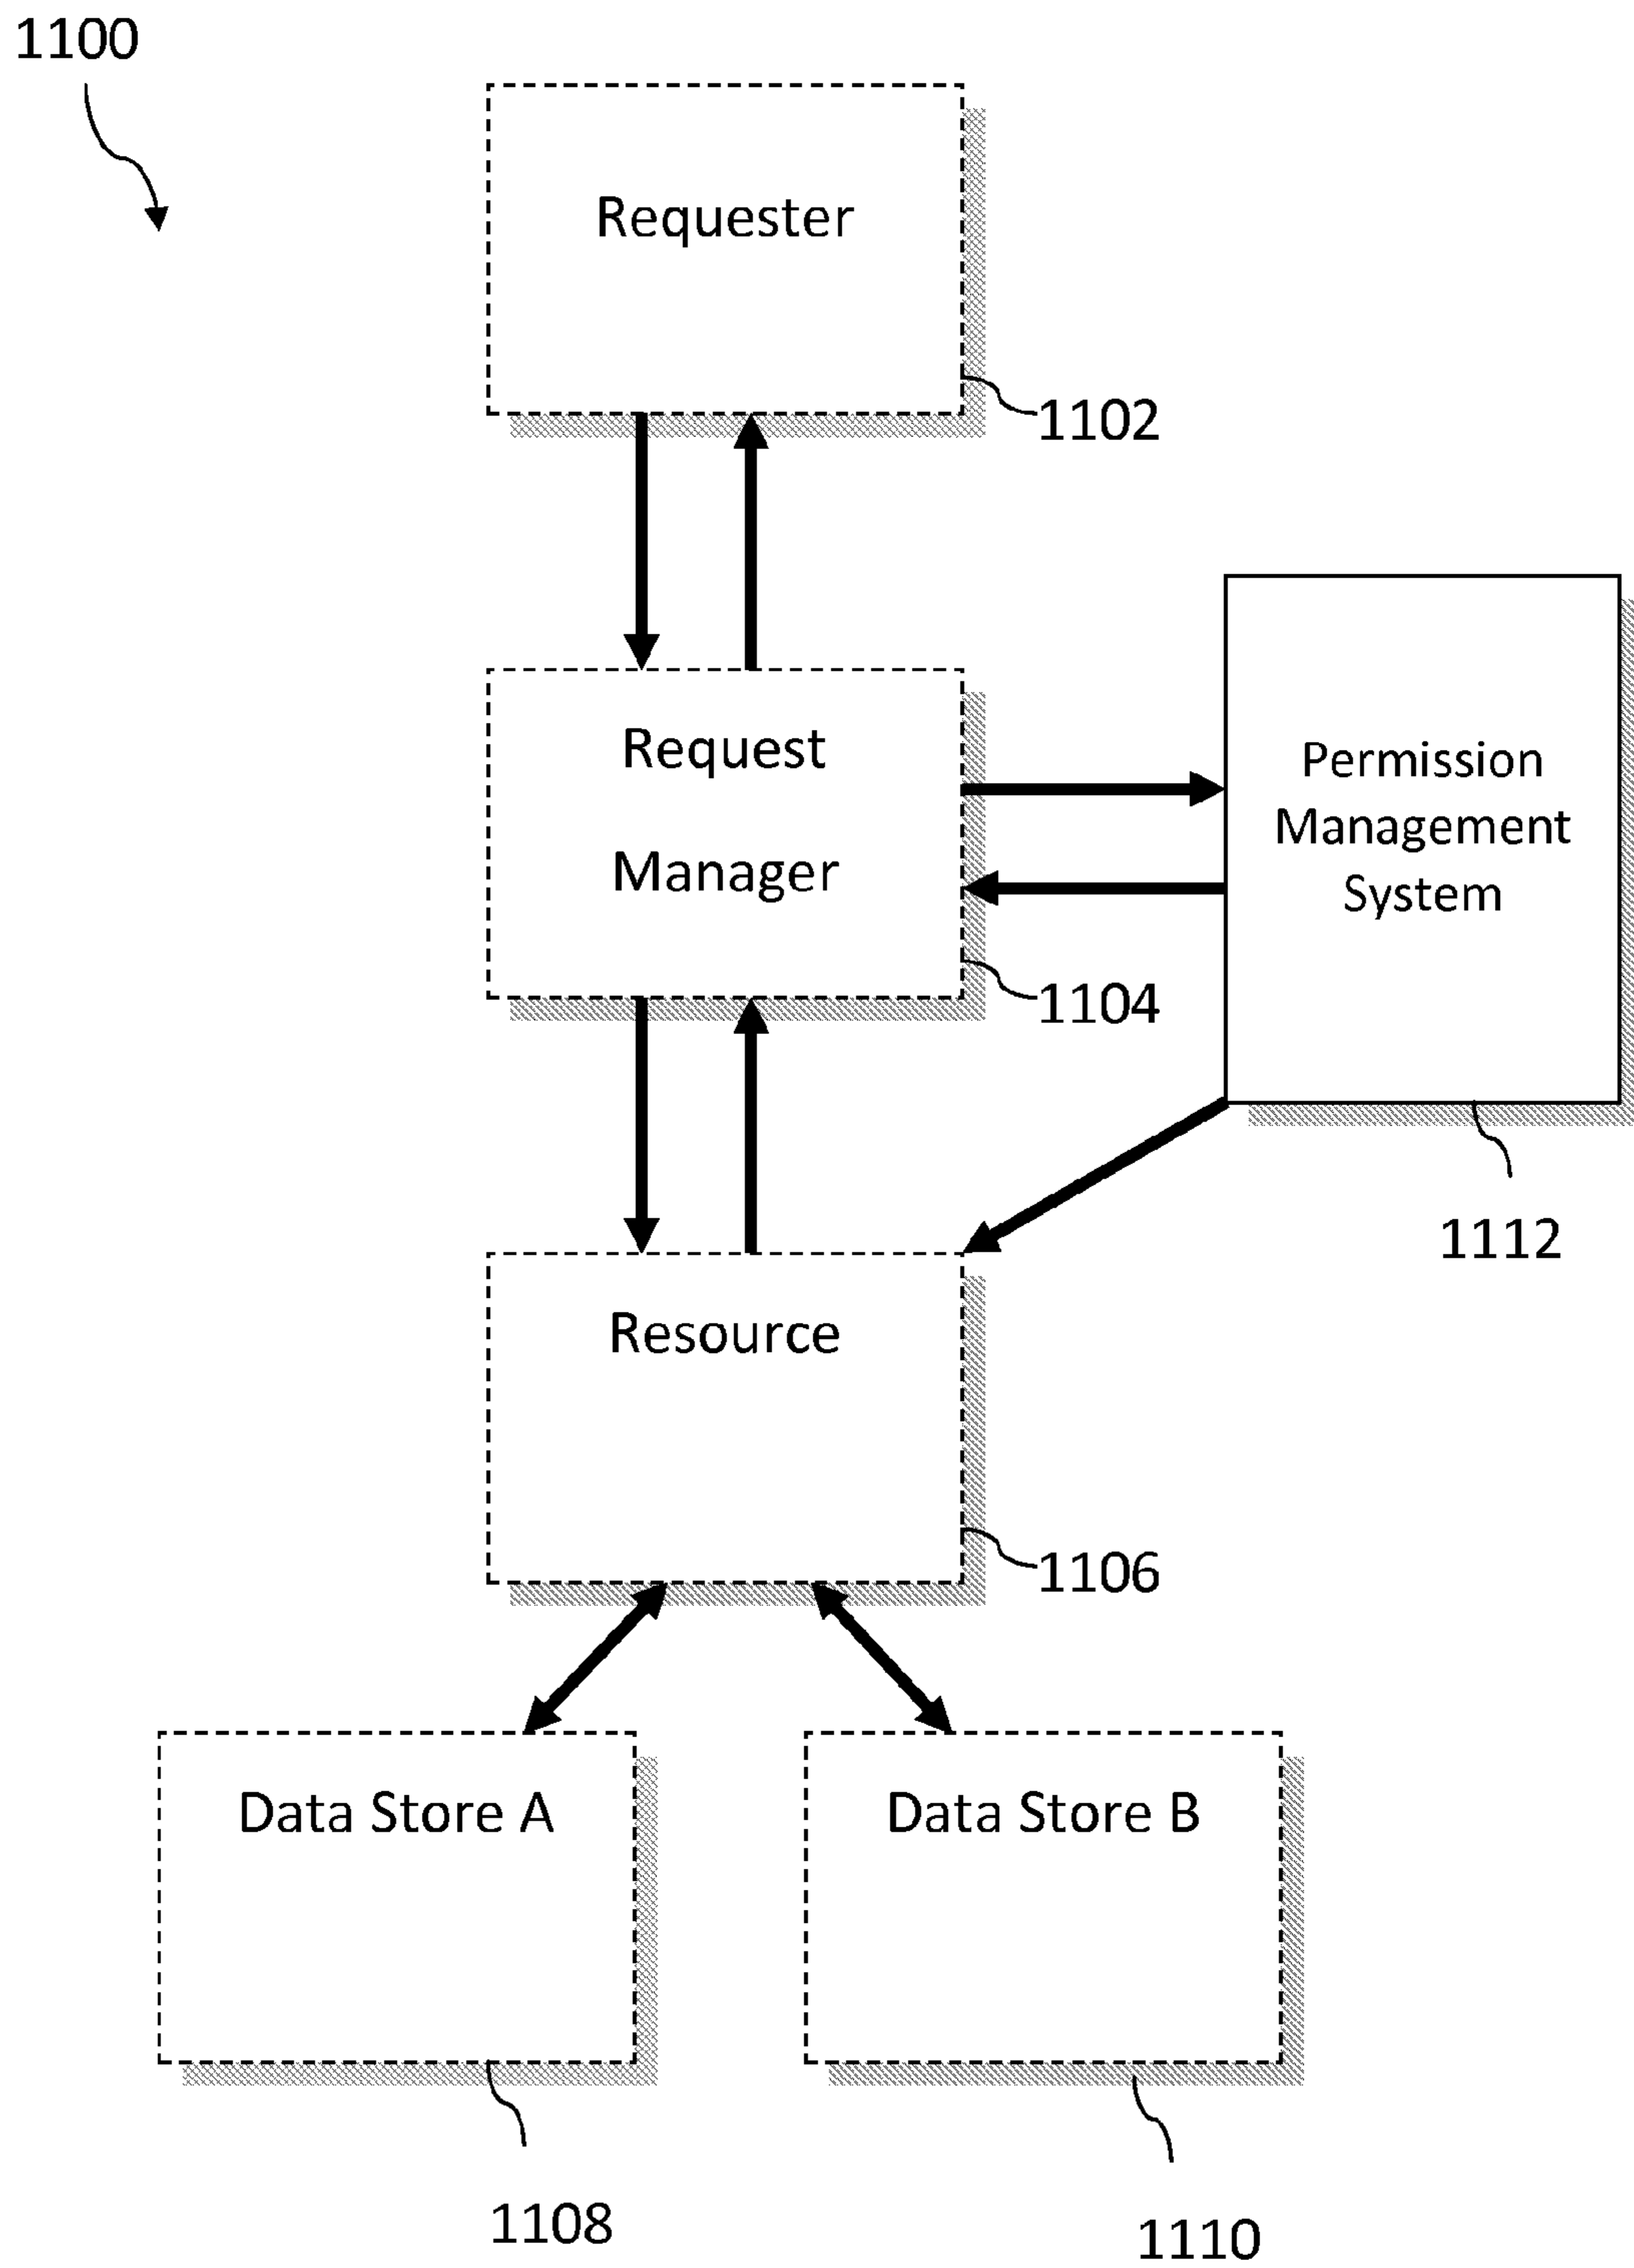 1100
Requester
1102
Request
Manager
1104
Permission
Management
System
1112
Resource
1106
Data Store A
1108
Data Store B
1110